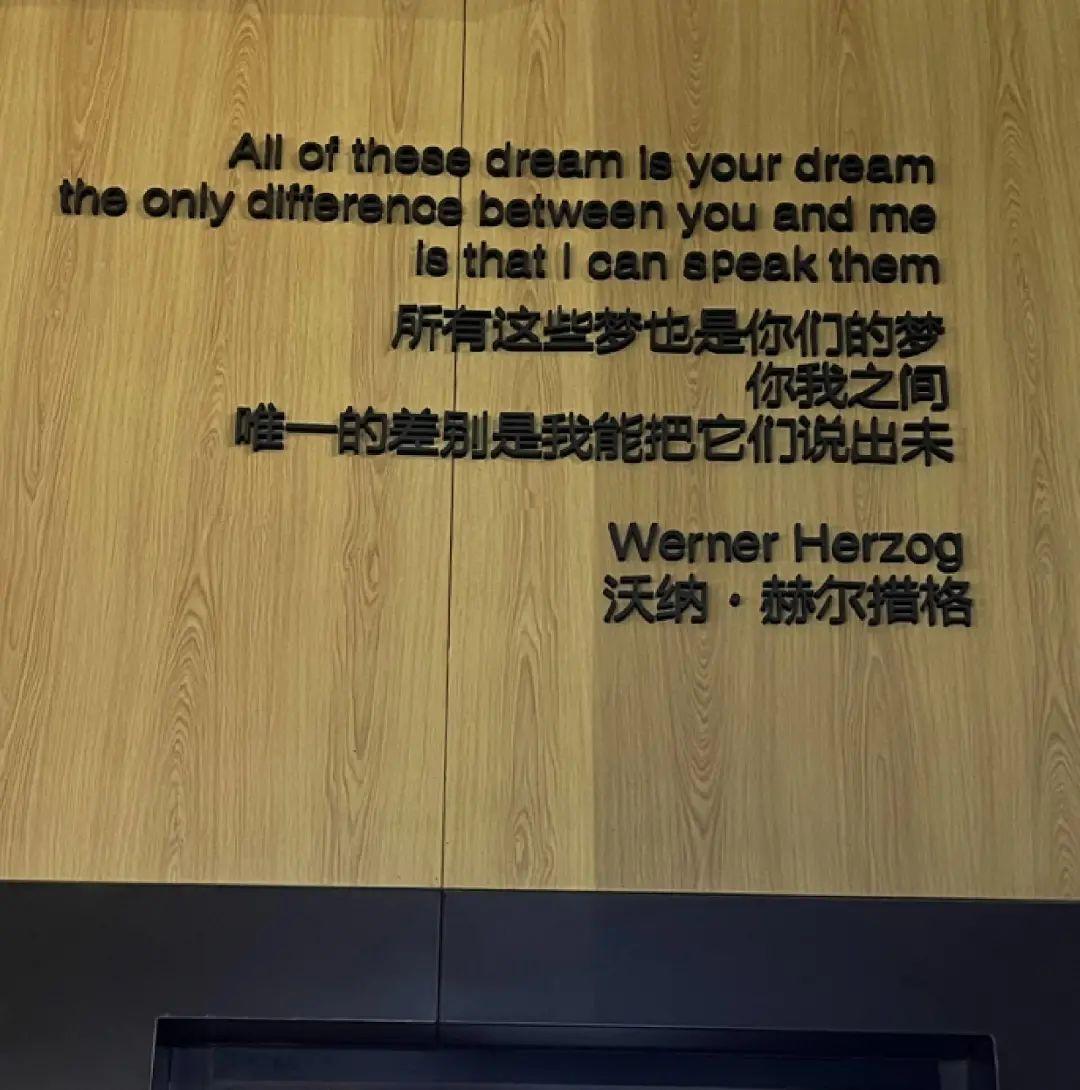 All of these dream is your dream
the only difference between you and me
is that I can speak them
所有这些梦也是你们的梦
你我之间
唯一的差别是我能把它们说出未
Werner Herzog
沃纳·赫尔措格